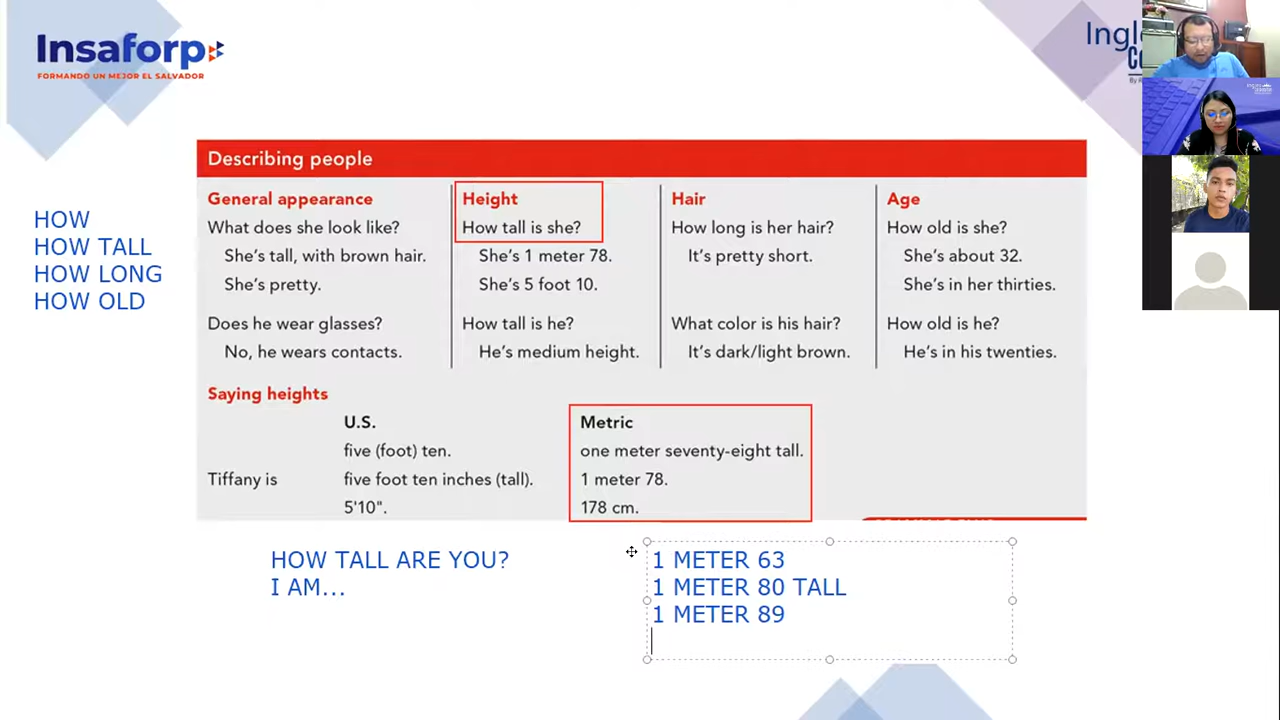 Insaforp
FORMANDO UN MEJOR EL SALVADOR
Describing people
General appearance
What does she look like?
She's tall, with brown hair.
She's pretty.
Does he wear glasses?
No, he wears contacts.
Height
How tall is she?
She's 1 meter 78.
She's 5 foot 10.
How tall is he?
He's medium height.
Hair
How long is her hair?
It's pretty short.
What color is his hair?
It's dark/light brown.
Age
How old is she?
She's about 32.
She's in her thirties.
How old is he?
He's in his twenties.
Saying heights
U.S.
Tiffany is
five (foot) ten.
five foot ten inches (tall).
5'10".
Metric
one meter seventy-eight tall.
1 meter 78.
178 cm.
HOW
HOW TALL
HOW LONG
HOW OLD
HOW TALL ARE YOU?
I AM...
1 METER 63
1 METER 80 TALL
1 METER 89